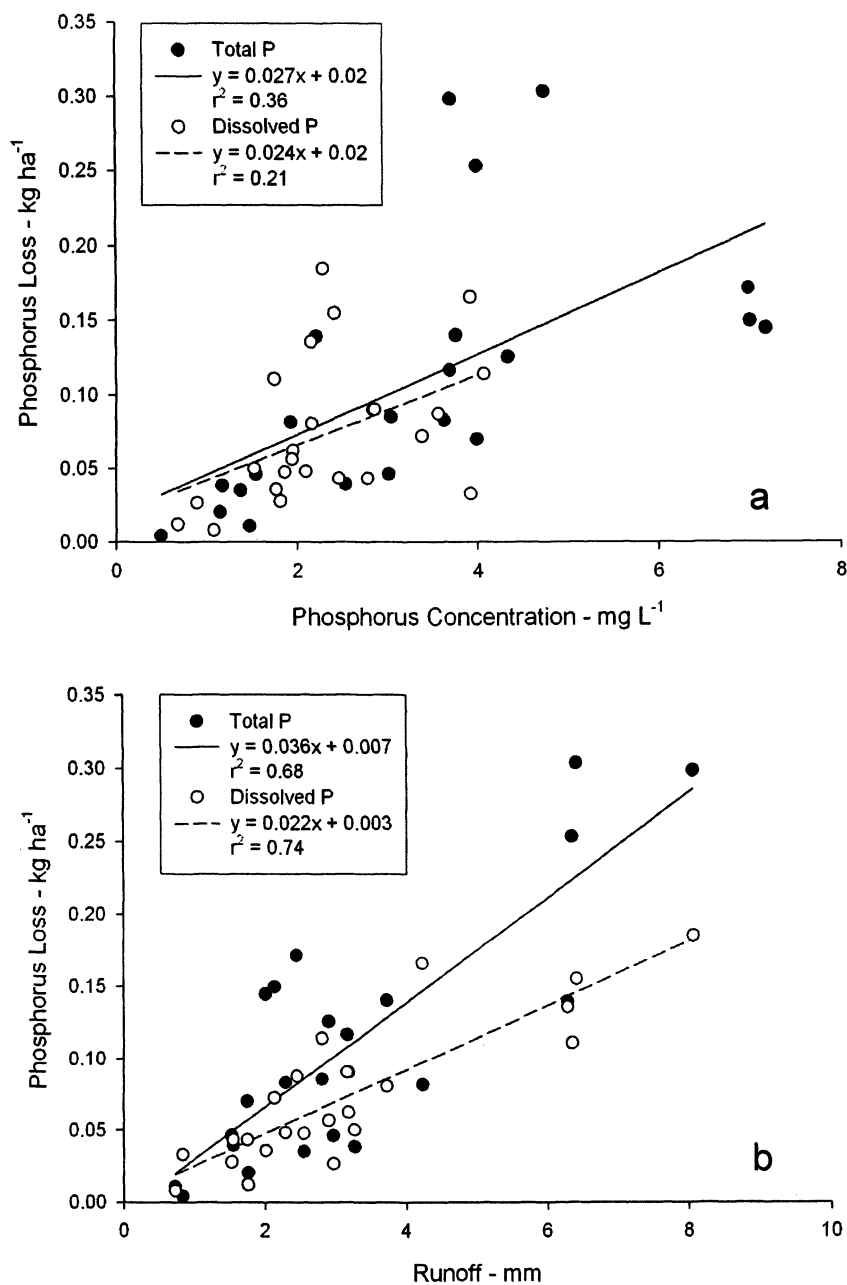 0.35
0.30
0.25
0.20
0.15
0.10
0.05
0.00
Phosphorus Loss - kg ha⁻¹
Total P
y = 0.027x + 0.02
r² = 0.36
Dissolved P
y = 0.024x + 0.02
r² = 0.21
a
0 2 4 6 8
Phosphorus Concentration - mg L⁻¹
0.35
0.30
0.25
0.20
0.15
0.10
0.05
0.00
Phosphorus Loss - kg ha⁻¹
Total P
y = 0.036x + 0.007
r² = 0.68
Dissolved P
y = 0.022x + 0.003
r² = 0.74
b
0 2 4 6 8 10
Runoff - mm